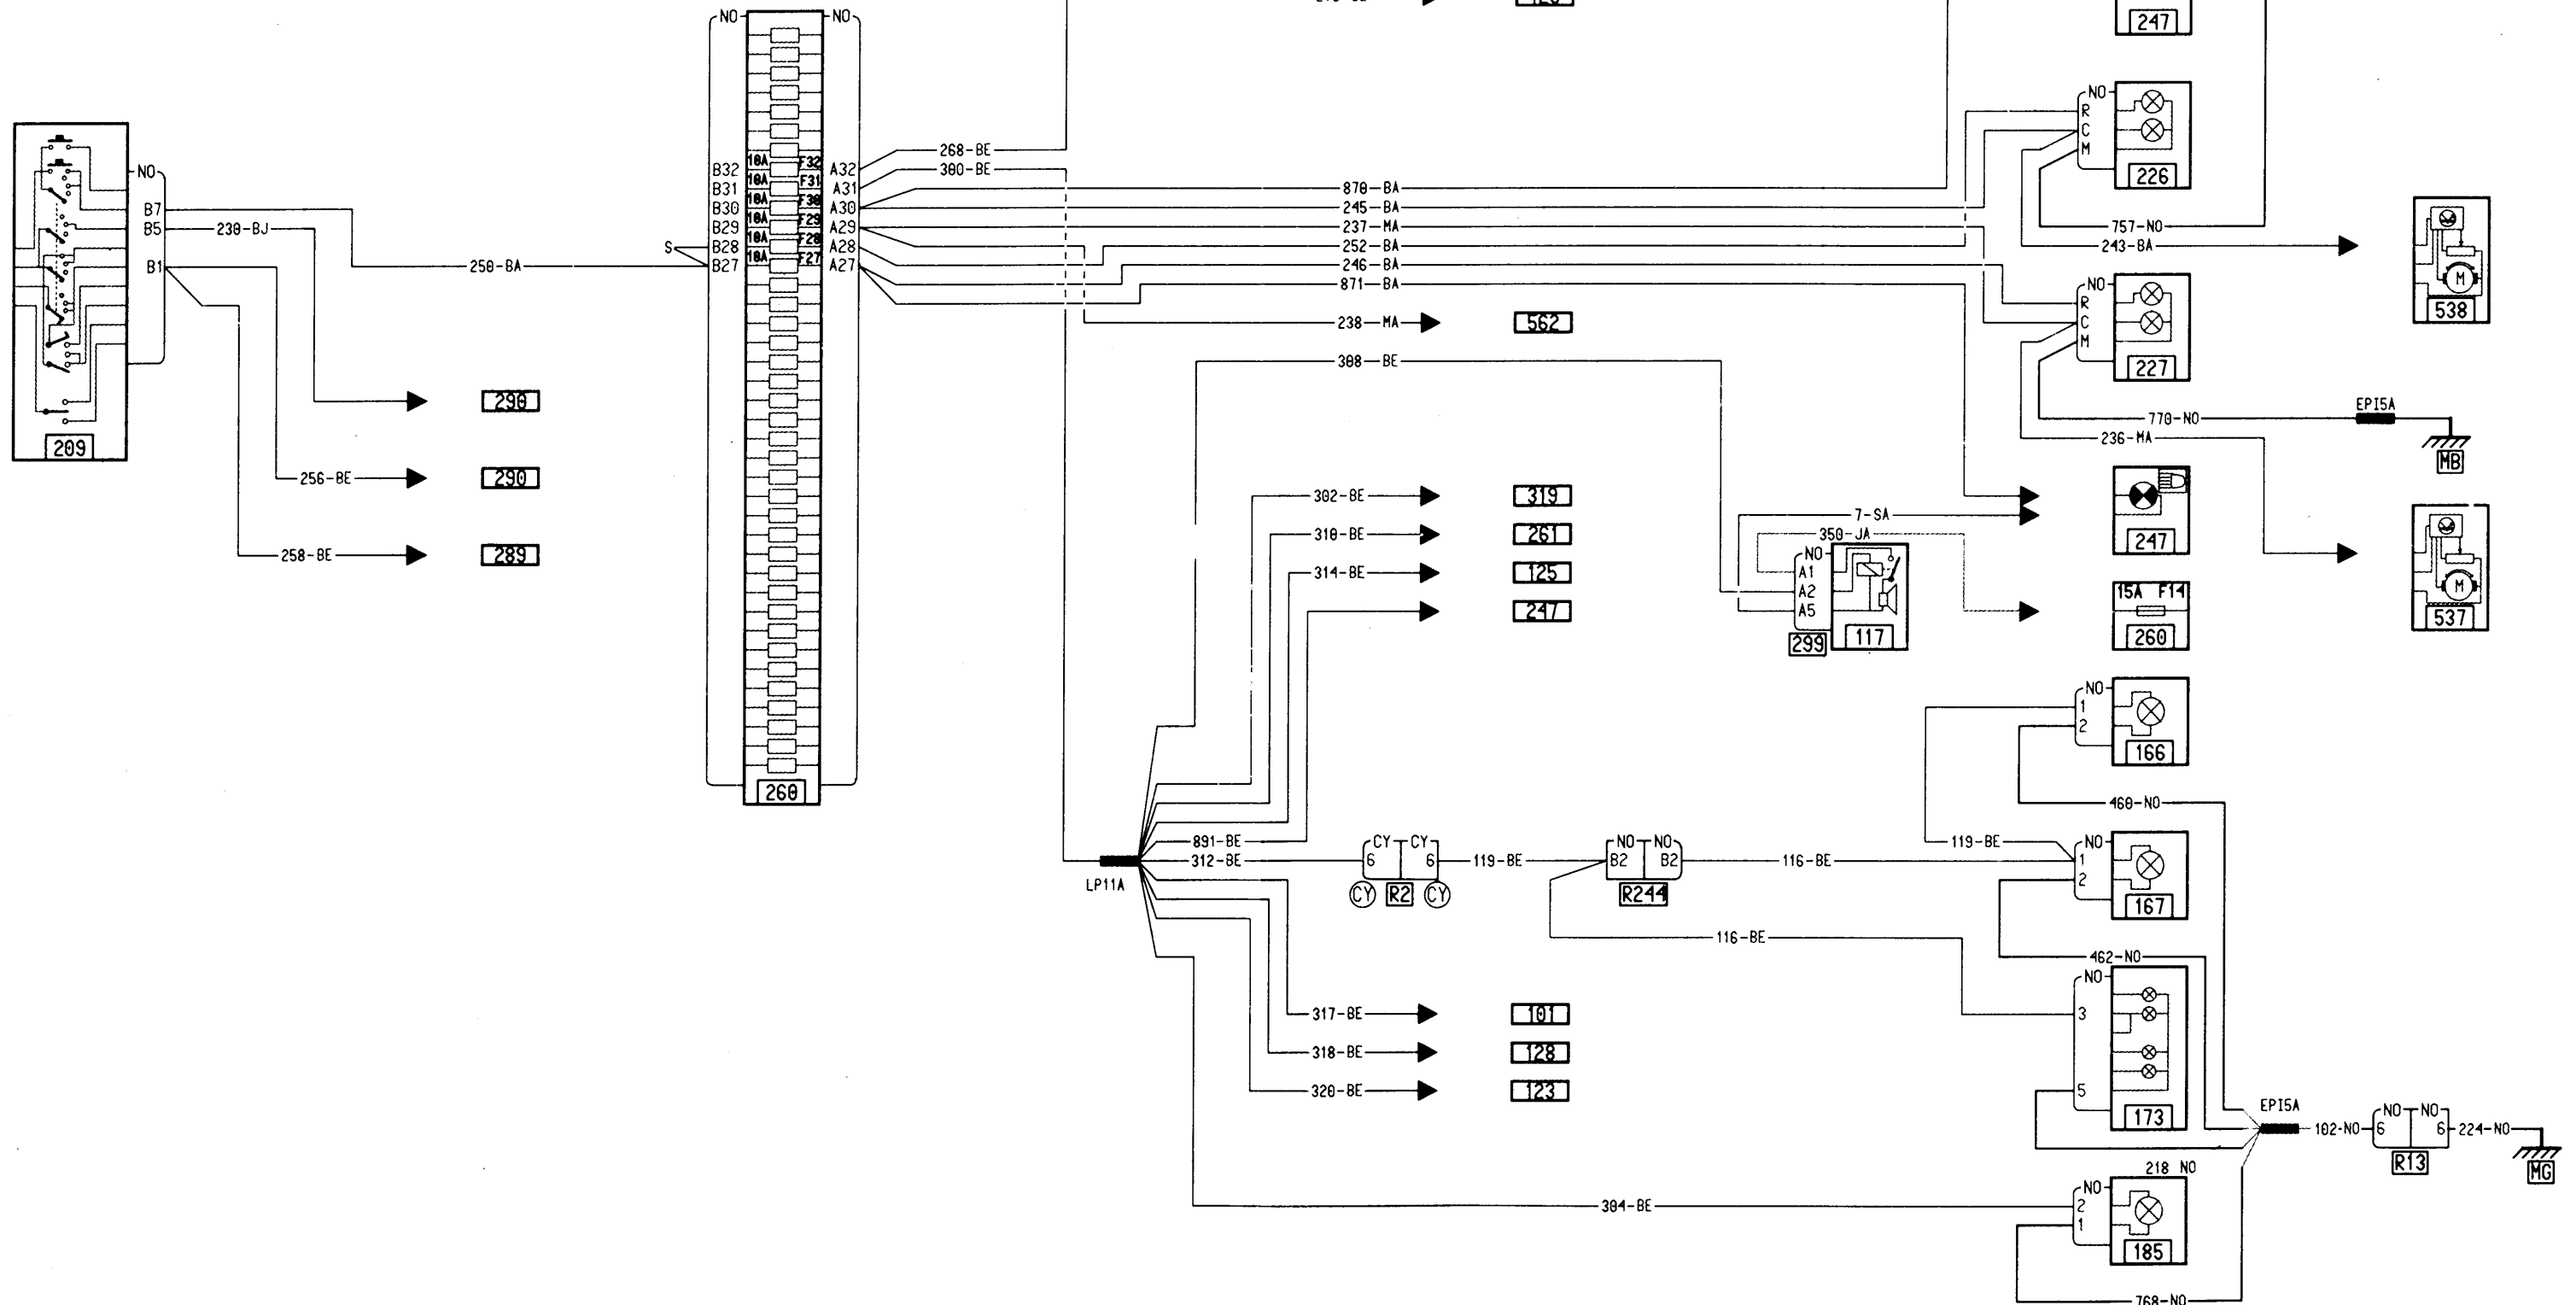 NO
NO
247
NO
R
C
M
226
757-NO
243-BA
538
B32 10A F32 A32
B31 10A F31 A31
B30 10A F30 A30
B29 10A F29 A29
B28 10A F28 A28
B27 10A F27 A27
S
260
268-BE
300-BE
870-BA
245-BA
237-MA
252-BA
246-BA
871-BA
238-MA
562
308-BE
NO
B7
B5
B1
209
230-BJ
250-BA
290
256-BE
290
258-BE
289
NO
R
C
M
227
770-NO
EPI5A
MB
236-MA
537
302-BE
319
310-BE
261
314-BE
125
247
7-SA
350-JA
NO
A1
A2
A5
299
117
247
15A F14
260
NO
1
2
166
460-NO
891-BE
312-BE
LP11A
CY CY
6 6
CY R2 CY
119-BE
NO NO
B2 B2
R244
116-BE
119-BE
NO
1
2
167
116-BE
462-NO
NO
3
5
173
317-BE
101
318-BE
128
320-BE
123
EPI5A
102-NO
NO NO
6 6
R13
224-NO
MG
218 NO
304-BE
NO
2
1
185
768-NO